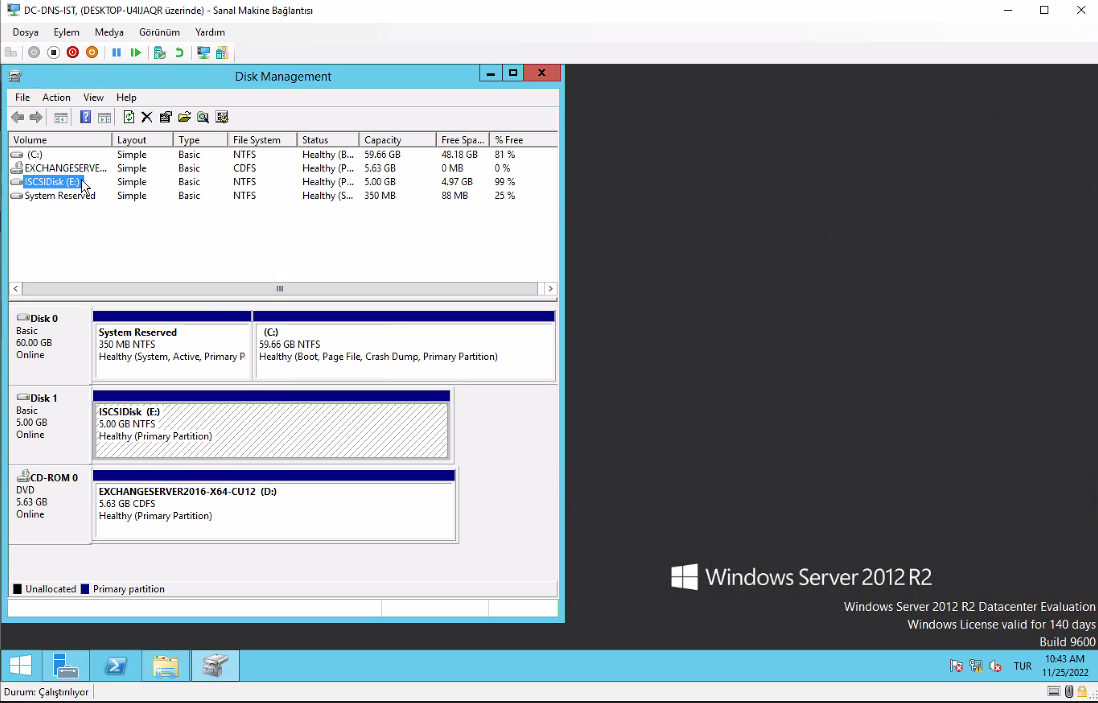 DC-DNS-IST, (DESKTOP-U4IJAQR üzerinde) - Sanal Makine Bağlantısı
Dosya Eylem Medya Görünüm Yardım
Disk Management
File Action View Help
Volume Layout Type File System Status Capacity Free Spa... % Free
(C:) Simple Basic NTFS Healthy (B... 59.66 GB 48.18 GB 81 %
EXCHANGESERVE... Simple Basic CDFS Healthy (P... 5.63 GB 0 MB 0 %
ISCSIDisk (E:) Simple Basic NTFS Healthy (P... 5.00 GB 4.97 GB 99 %
System Reserved Simple Basic NTFS Healthy (S... 350 MB 88 MB 25 %
Disk 0
Basic
60.00 GB
Online
System Reserved
350 MB NTFS
Healthy (System, Active, Primary P
(C:)
59.66 GB NTFS
Healthy (Boot, Page File, Crash Dump, Primary Partition)
Disk 1
Basic
5.00 GB
Online
ISCSIDisk (E:)
5.00 GB NTFS
Healthy (Primary Partition)
CD-ROM 0
DVD
5.63 GB
Online
EXCHANGESERVER2016-X64-CU12 (D:)
5.63 GB CDFS
Healthy (Primary Partition)
Unallocated Primary partition
Windows Server 2012 R2
Windows Server 2012 R2 Datacenter Evaluation
Windows License valid for 140 days
Build 9600
TUR
10:43 AM
11/25/2022
Durum: Çalıştırılıyor